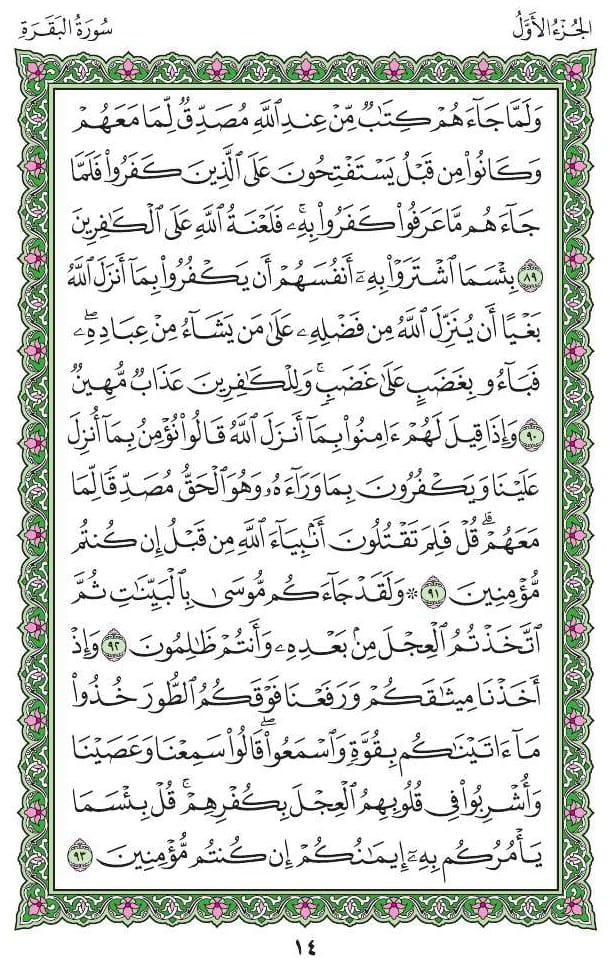 الجُزْءُ الأَوَّلُ
سُورَةُ البَقَرَةِ
وَلَمَّا جَآءَهُمْ كِتَٰبٌ مِّنْ عِندِ ٱللَّهِ مُصَدِّقٌ لِّمَا مَعَهُمْ
وَكَانُوا۟ مِن قَبْلُ يَسْتَفْتِحُونَ عَلَى ٱلَّذِينَ كَفَرُوا۟ فَلَمَّا
جَآءَهُم مَّا عَرَفُوا۟ كَفَرُوا۟ بِهِۦۚ فَلَعْنَةُ ٱللَّهِ عَلَى ٱلْكَٰفِرِينَ
٨٩ بِئْسَمَا ٱشْتَرَوْا۟ بِهِۦٓ أَنفُسَهُمْ أَن يَكْفُرُوا۟ بِمَآ أَنزَلَ ٱللَّهُ
بَغْيًا أَن يُنَزِّلَ ٱللَّهُ مِن فَضْلِهِۦ عَلَىٰ مَن يَشَآءُ مِنْ عِبَادِهِۦۖ
فَبَآءُو بِغَضَبٍ عَلَىٰ غَضَبٍۚ وَلِلْكَٰفِرِينَ عَذَابٌ مُّهِينٌ
٩٠ وَإِذَا قِيلَ لَهُمْ ءَامِنُوا۟ بِمَآ أَنزَلَ ٱللَّهُ قَالُوا۟ نُؤْمِنُ بِمَآ أُنزِلَ
عَلَيْنَا وَيَكْفُرُونَ بِمَا وَرَآءَهُۥ وَهُوَ ٱلْحَقُّ مُصَدِّقًا لِّمَا
مَعَهُمْۗ قُلْ فَلِمَ تَقْتُلُونَ أَنۢبِيَآءَ ٱللَّهِ مِن قَبْلُ إِن كُنتُم
مُّؤْمِنِينَ ٩١ ۞ وَلَقَدْ جَآءَكُم مُّوسَىٰ بِٱلْبَيِّنَٰتِ ثُمَّ
ٱتَّخَذْتُمُ ٱلْعِجْلَ مِنۢ بَعْدِهِۦ وَأَنتُمْ ظَٰلِمُونَ ٩٢ وَإِذْ
أَخَذْنَا مِيثَٰقَكُمْ وَرَفَعْنَا فَوْقَكُمُ ٱلطُّورَ خُذُوا۟
مَآ ءَاتَيْنَٰكُم بِقُوَّةٍ وَٱسْمَعُوا۟ۖ قَالُوا۟ سَمِعْنَا وَعَصَيْنَا
وَأُشْرِبُوا۟ فِى قُلُوبِهِمُ ٱلْعِجْلَ بِكُفْرِهِمْۚ قُلْ بِئْسَمَا
يَأْمُرُكُم بِهِۦٓ إِيمَٰنُكُمْ إِن كُنتُم مُّؤْمِنِينَ ٩٣
١٤